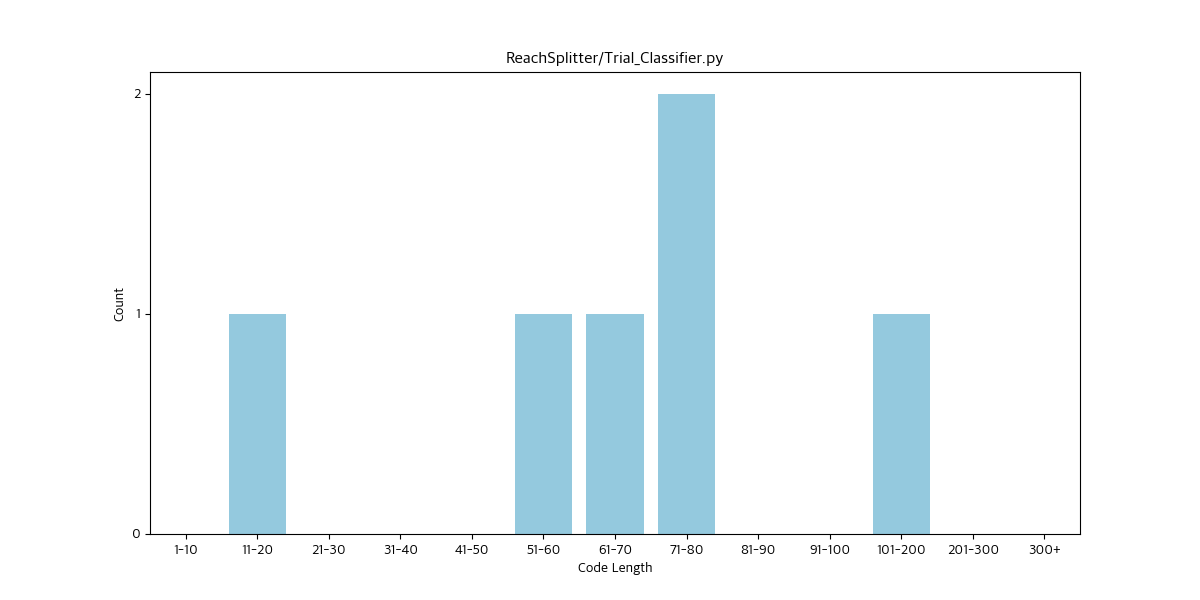 ReachSplitter/Trial_Classifier.py
2
1
0
Count
1-10 11-20 21-30 31-40 41-50 51-60 61-70 71-80 81-90 91-100 101-200 201-300 300+
Code Length